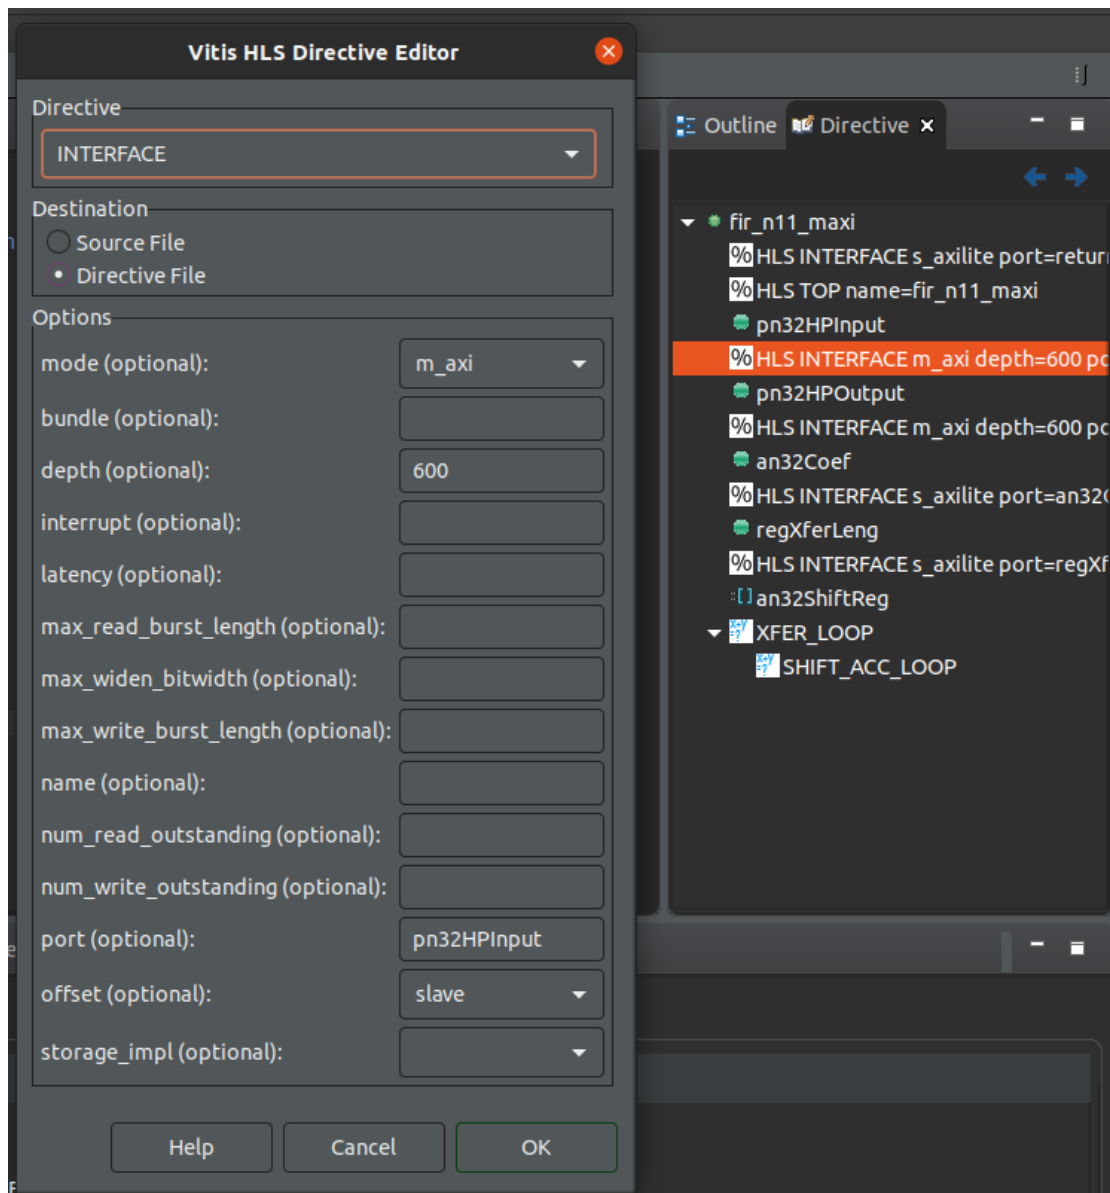 Vitis HLS Directive Editor
Directive
INTERFACE
Destination
Source File
Directive File
Options
mode (optional): m_axi
bundle (optional):
depth (optional): 600
interrupt (optional):
latency (optional):
max_read_burst_length (optional):
max_widen_bitwidth (optional):
max_write_burst_length (optional):
name (optional):
num_read_outstanding (optional):
num_write_outstanding (optional):
port (optional): pn32HPInput
offset (optional): slave
storage_impl (optional):
Help Cancel OK
Outline Directive
fir_n11_maxi
% HLS INTERFACE s_axilite port=retur
% HLS TOP name=fir_n11_maxi
pn32HPInput
% HLS INTERFACE m_axi depth=600 po
pn32HPOutput
% HLS INTERFACE m_axi depth=600 po
an32Coef
% HLS INTERFACE s_axilite port=an32C
regXferLeng
% HLS INTERFACE s_axilite port=regXf
an32ShiftReg
XFER_LOOP
SHIFT_ACC_LOOP